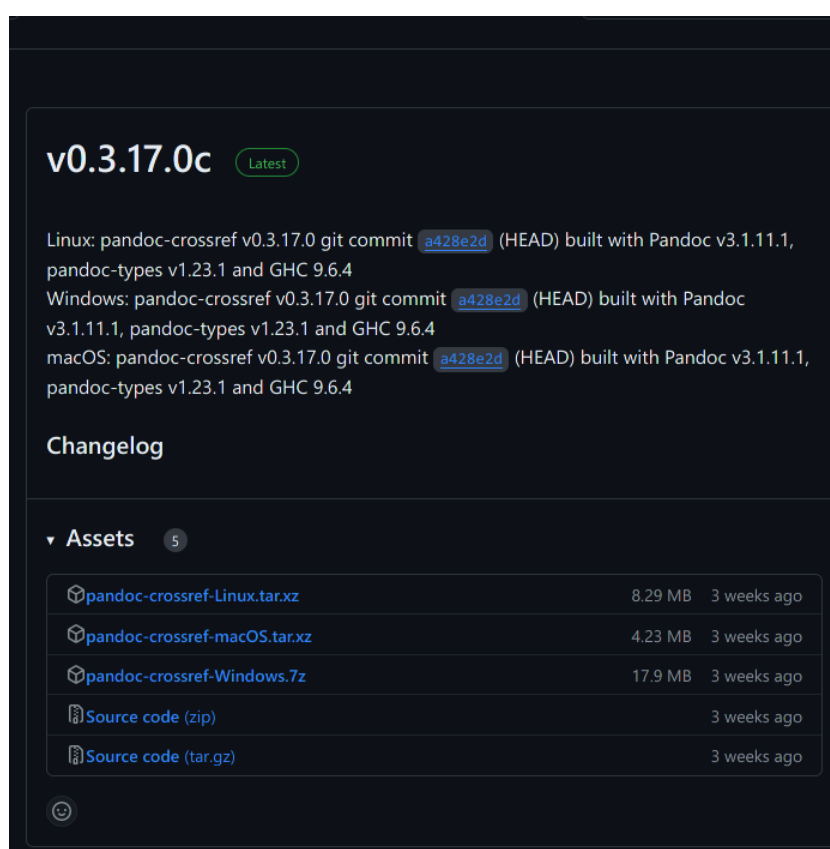 v0.3.17.0c Latest
Linux: pandoc-crossref v0.3.17.0 git commit a428e2d (HEAD) built with Pandoc v3.1.11.1,
pandoc-types v1.23.1 and GHC 9.6.4
Windows: pandoc-crossref v0.3.17.0 git commit a428e2d (HEAD) built with Pandoc
v3.1.11.1, pandoc-types v1.23.1 and GHC 9.6.4
macOS: pandoc-crossref v0.3.17.0 git commit a428e2d (HEAD) built with Pandoc v3.1.11.1,
pandoc-types v1.23.1 and GHC 9.6.4
Changelog
Assets 5
pandoc-crossref-Linux.tar.xz 8.29 MB 3 weeks ago
pandoc-crossref-macOS.tar.xz 4.23 MB 3 weeks ago
pandoc-crossref-Windows.7z 17.9 MB 3 weeks ago
Source code (zip) 3 weeks ago
Source code (tar.gz) 3 weeks ago